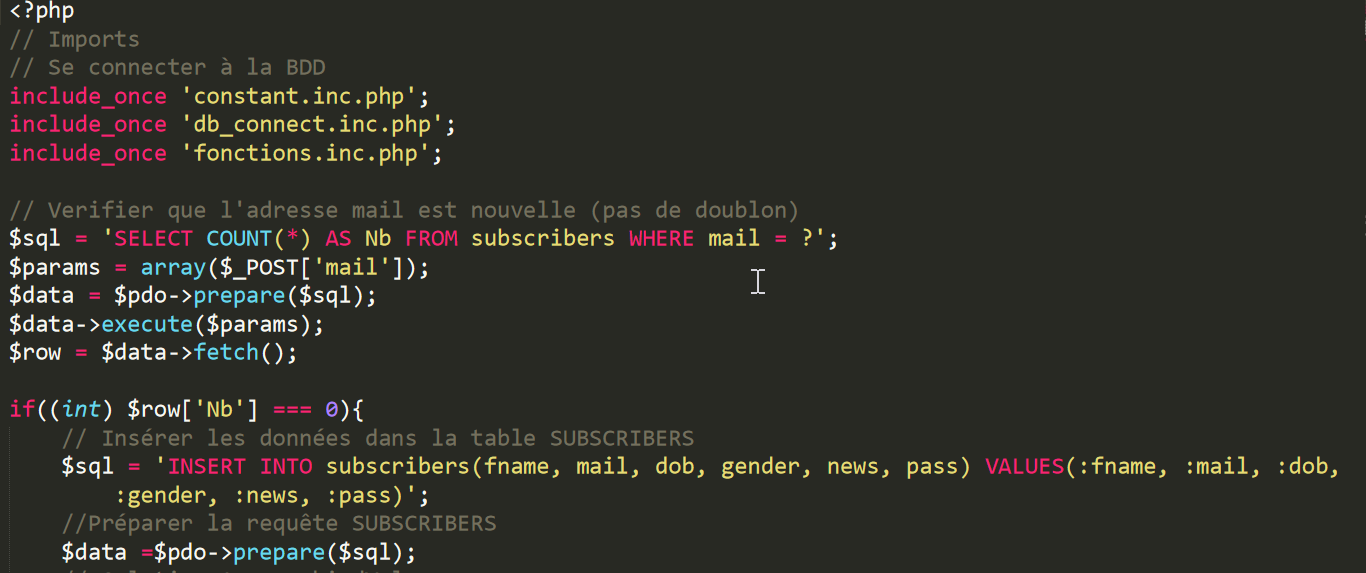 <?php
// Imports
// Se connecter à la BDD
include_once 'constant.inc.php';
include_once 'db_connect.inc.php';
include_once 'fonctions.inc.php';
// Verifier que l'adresse mail est nouvelle (pas de doublon)
$sql = 'SELECT COUNT(*) AS Nb FROM subscribers WHERE mail = ?';
$params = array($_POST['mail']);
$data = $pdo->prepare($sql);
$data->execute($params);
$row = $data->fetch();
if((int) $row['Nb'] === 0){
// Insérer les données dans la table SUBSCRIBERS
$sql = 'INSERT INTO subscribers(fname, mail, dob, gender, news, pass) VALUES(:fname, :mail, :dob,
:gender, :news, :pass)';
//Préparer la requête SUBSCRIBERS
$data =$pdo->prepare($sql);